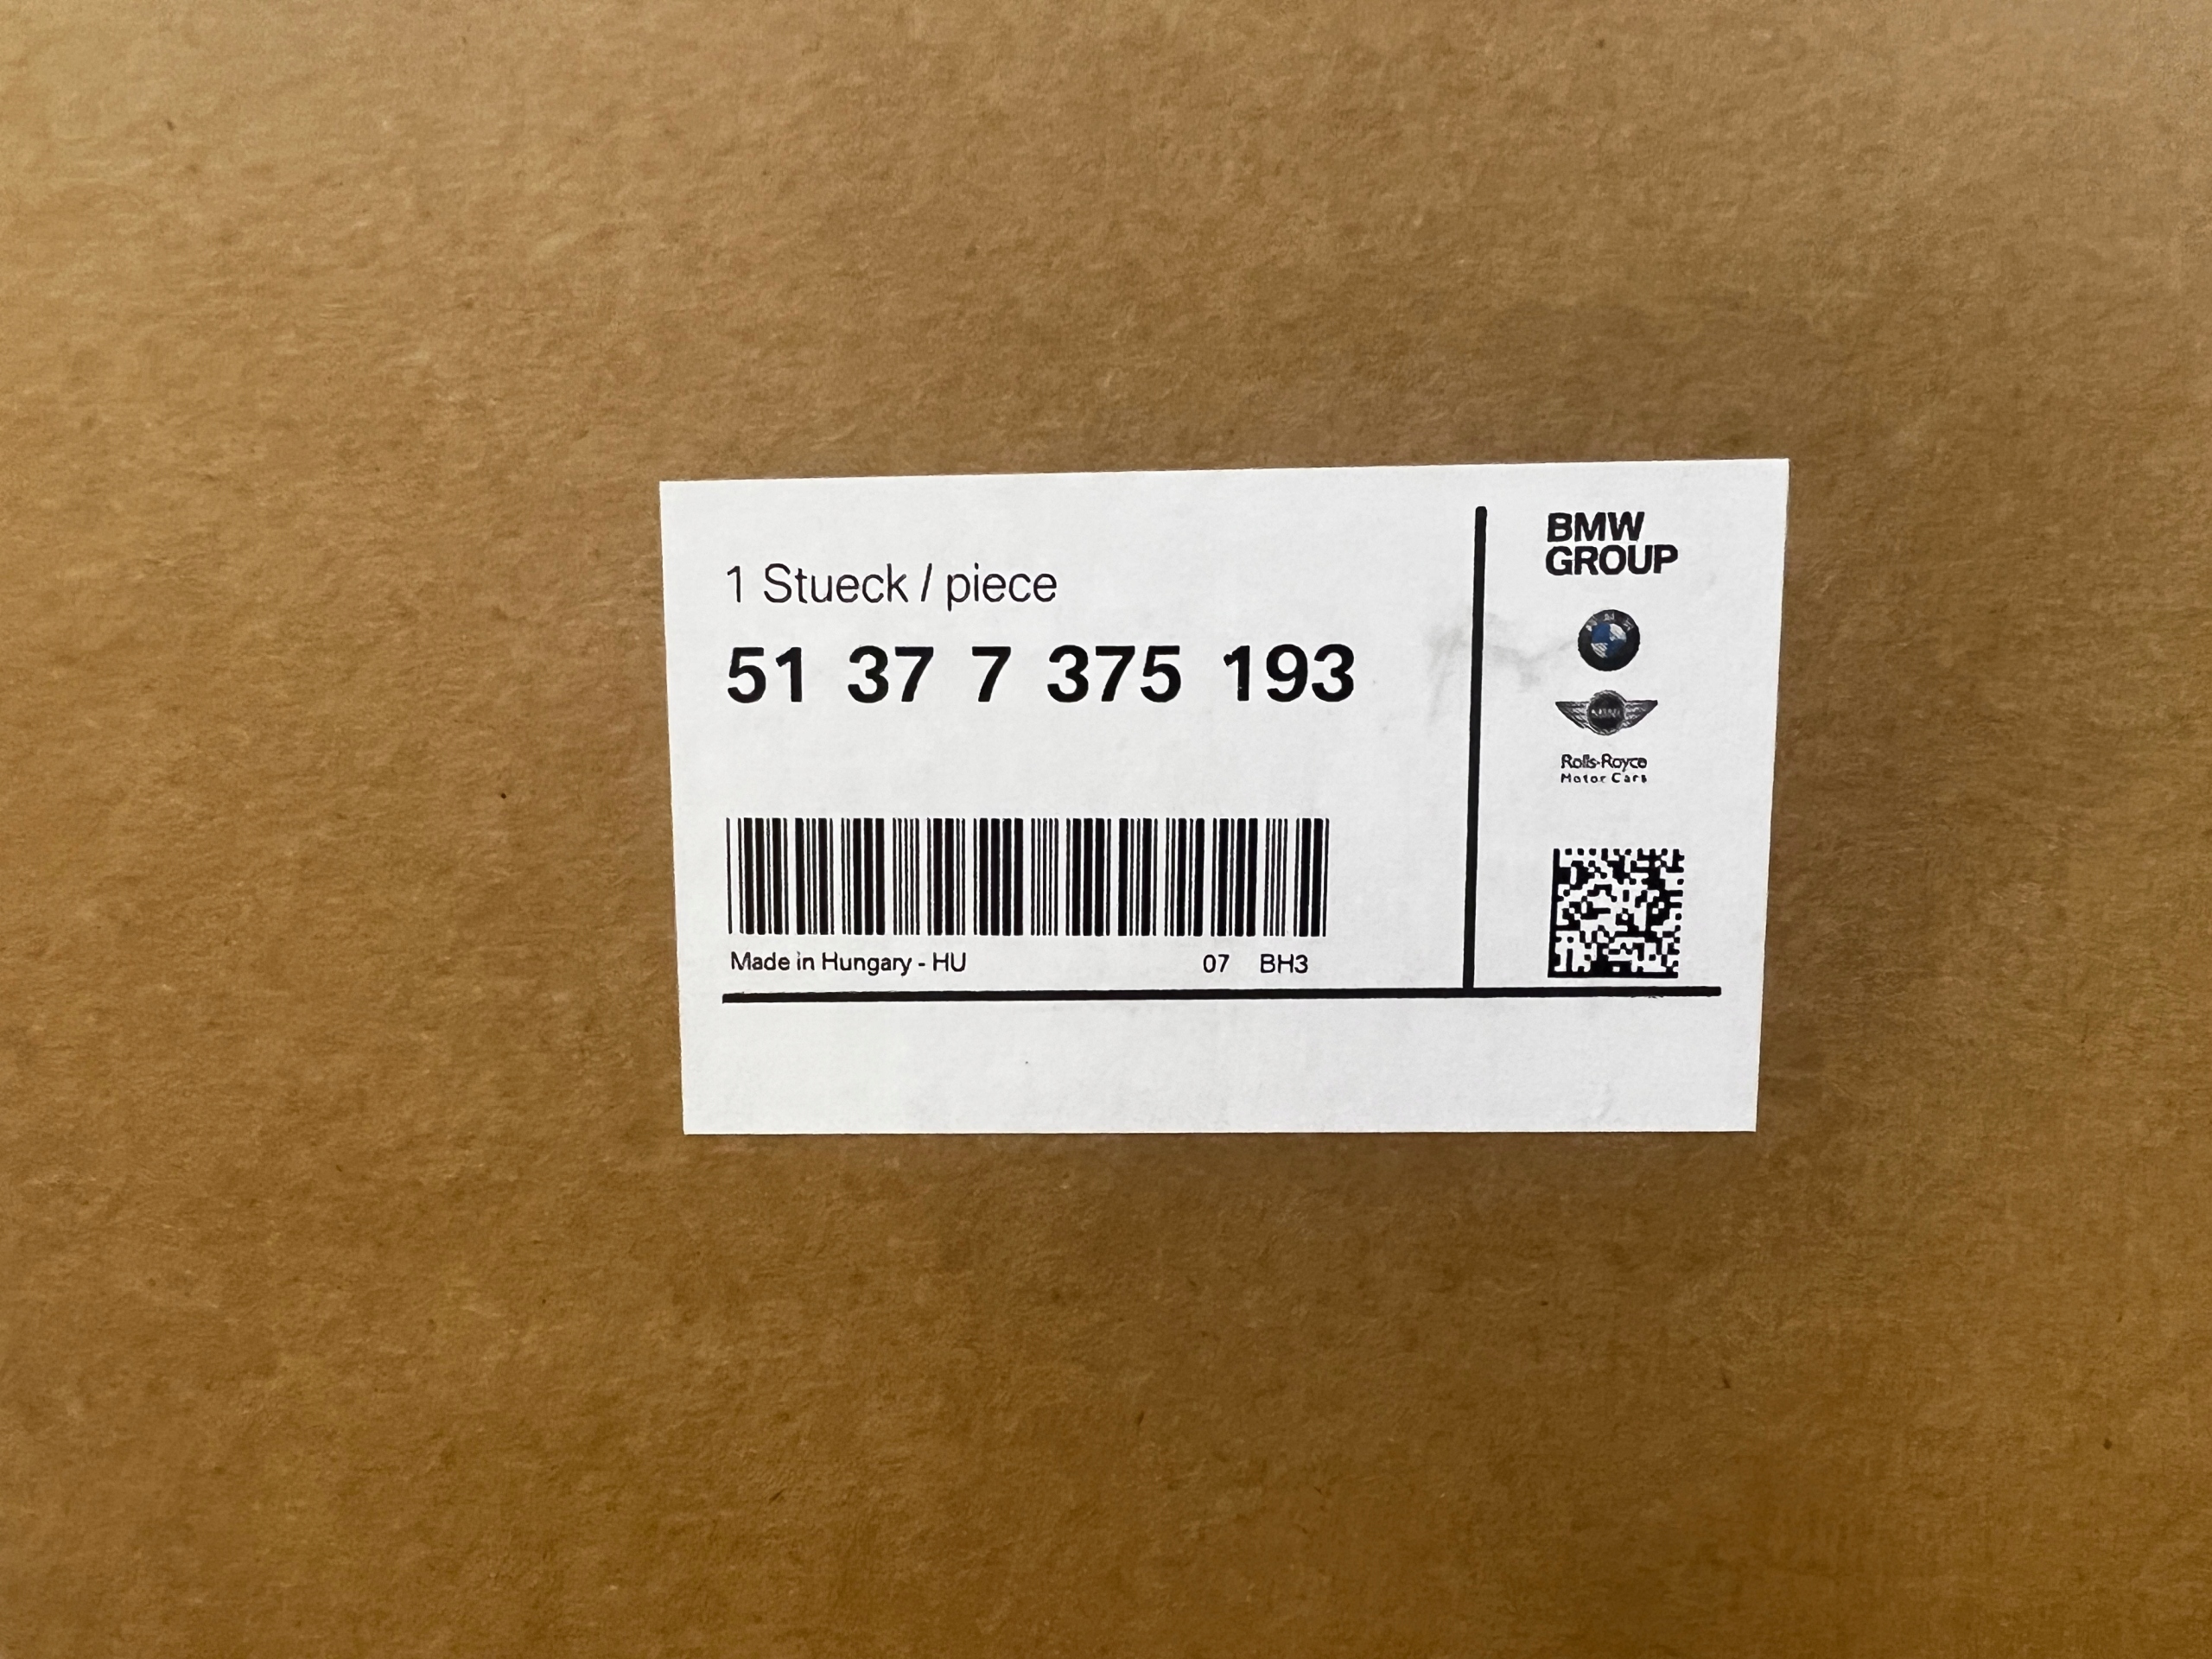 1 Stueck / piece
51 37 7 375 193
Made in Hungary - HU 07 BH3
BMW
GROUP
Rolls-Royce
Motor Cars